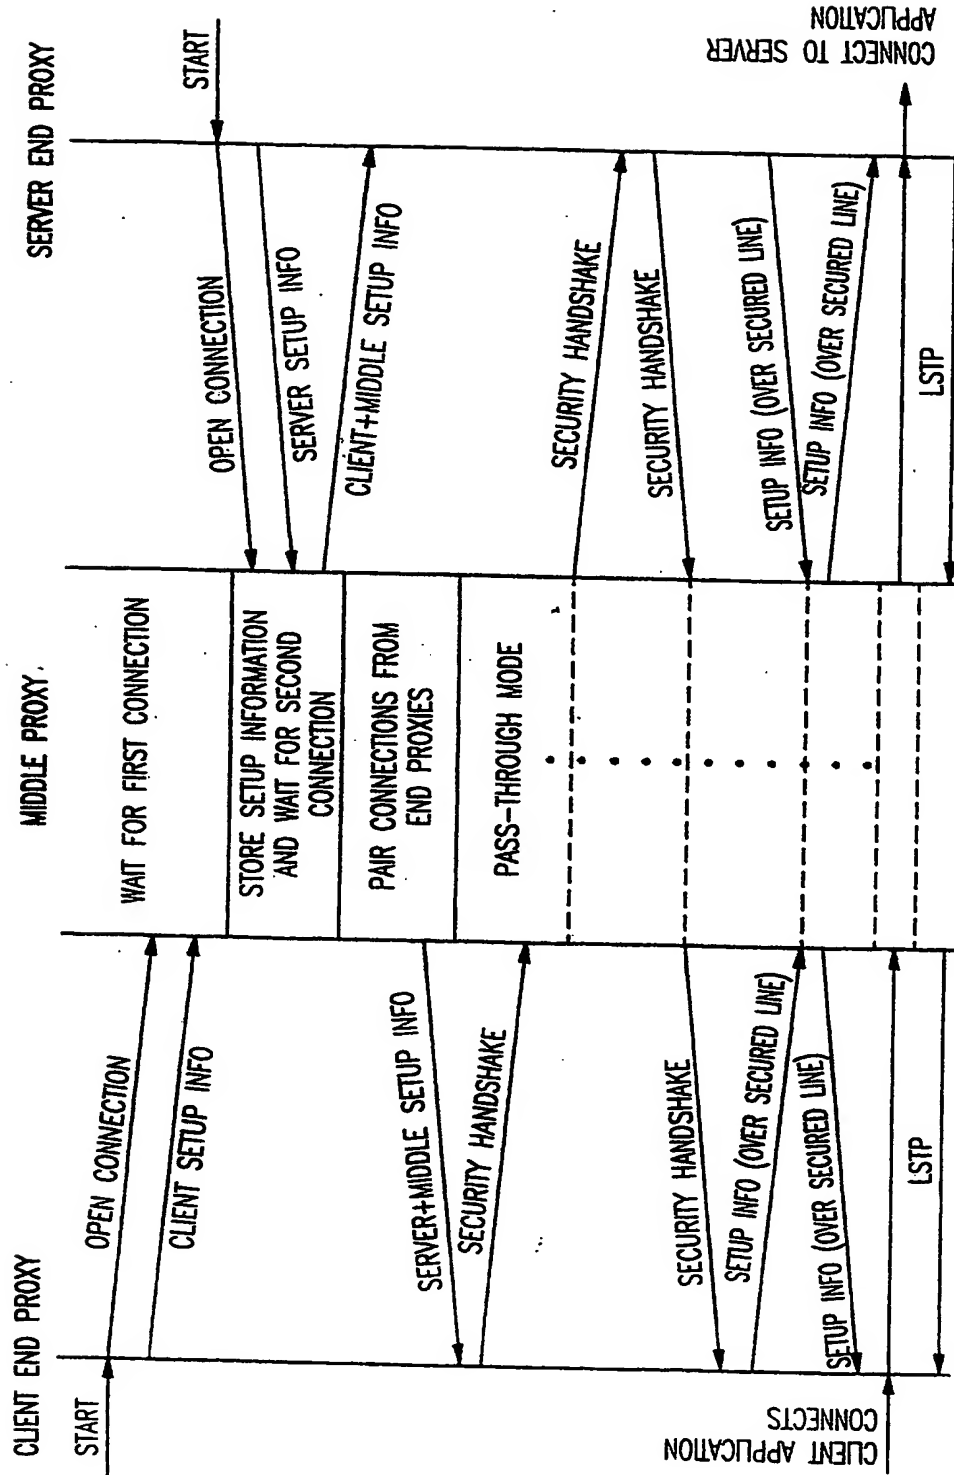 CLIENT END PROXY
MIDDLE PROXY
SERVER END PROXY
START
START
OPEN CONNECTION
CLIENT SETUP INFO
WAIT FOR FIRST CONNECTION
OPEN CONNECTION
SERVER SETUP INFO
STORE SETUP INFORMATION
AND WAIT FOR SECOND
CONNECTION
CLIENT+MIDDLE SETUP INFO
PAIR CONNECTIONS FROM
END PROXIES
SERVER+MIDDLE SETUP INFO
SECURITY HANDSHAKE
PASS-THROUGH MODE
SECURITY HANDSHAKE
SECURITY HANDSHAKE
SECURITY HANDSHAKE
SETUP INFO (OVER SECURED LINE)
SETUP INFO (OVER SECURED LINE)
SETUP INFO (OVER SECURED LINE)
SETUP INFO (OVER SECURED LINE)
CLIENT APPLICATION
CONNECTS
LSTP
LSTP
CONNECT TO SERVER
APPLICATION